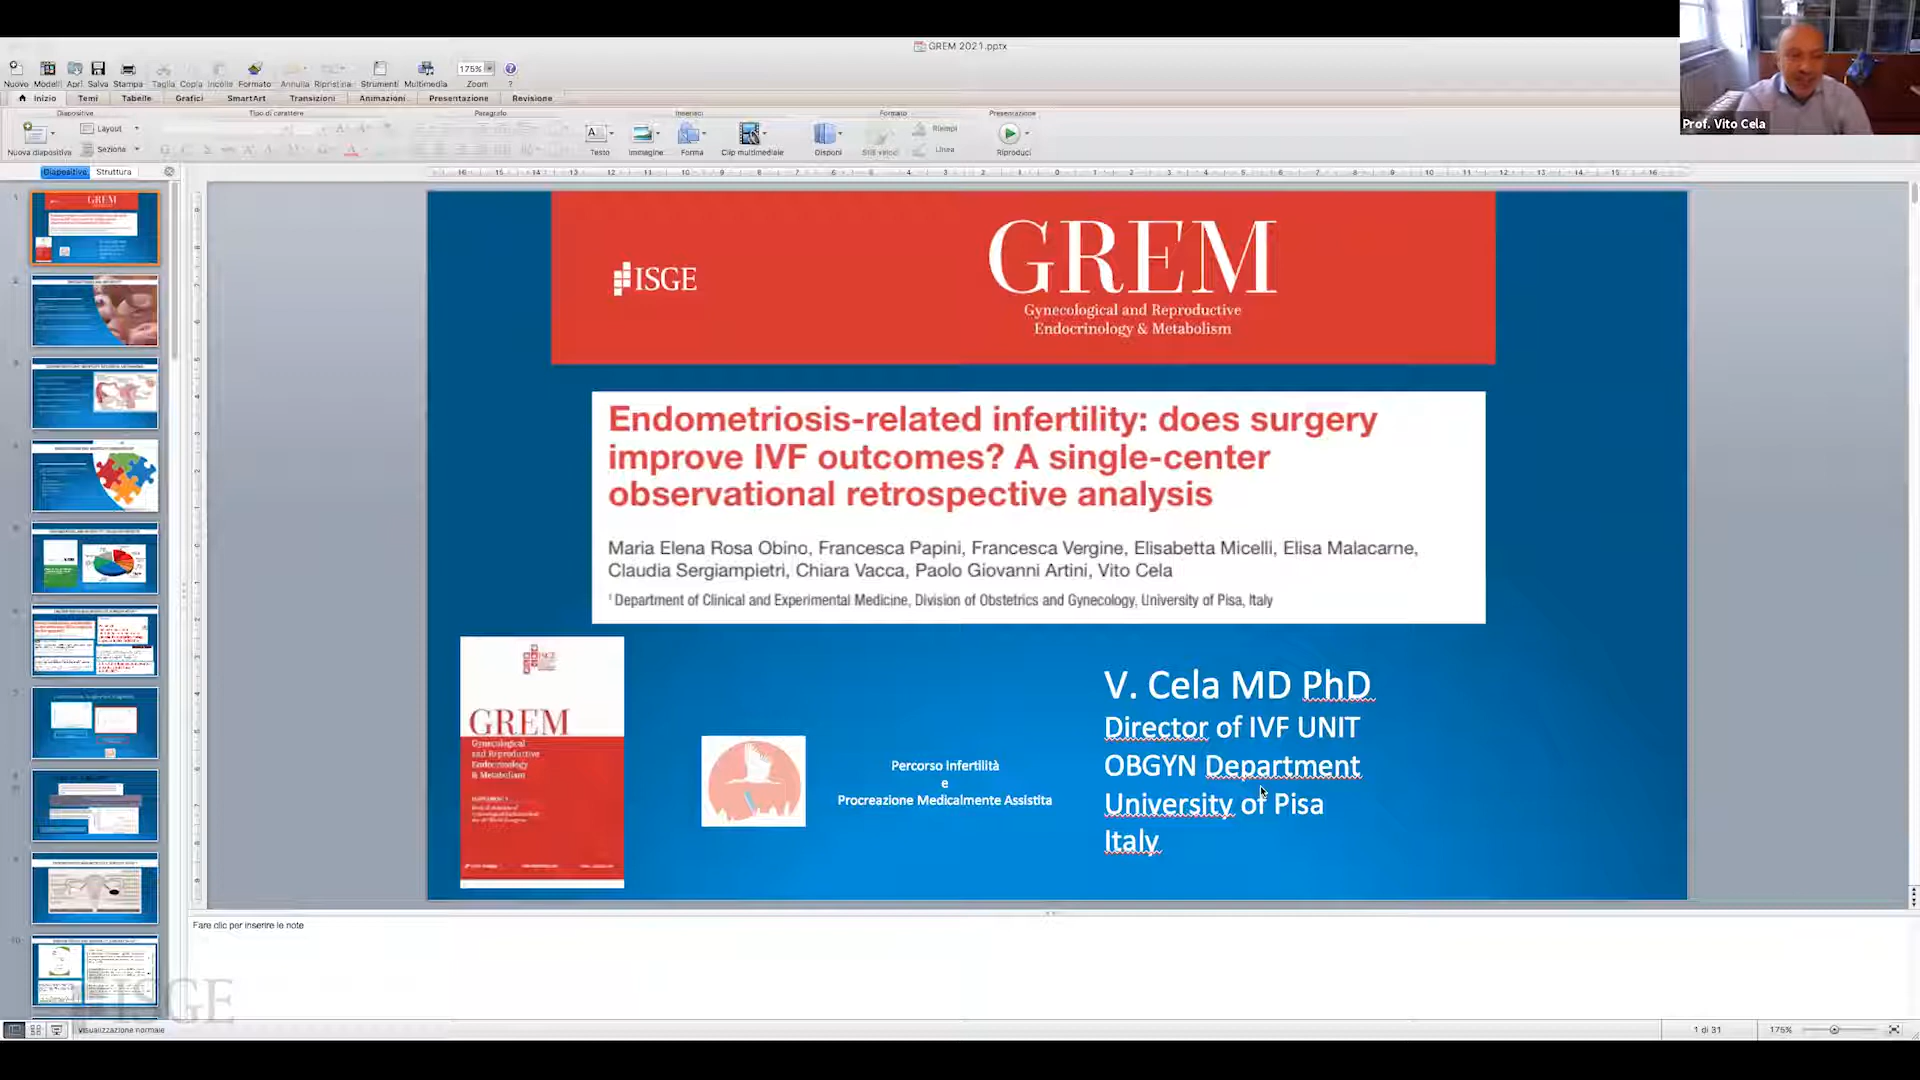 GREM 2021.pptx
Prof. Vito Cela
Nuovo Modelli Apri Salva Stampa Taglia Copia Incolla Formato Annulla Ripristina Strumenti Multimedia Zoom ?
175%
Inizio Temi Tabelle Grafici SmartArt Transizioni Animazioni Presentazione Revisione
Diapositive Tipo di carattere Paragrafo Inserisci Formato Presentazione
Layout
Sezione
Nuova diapositiva
Testo Immagine Forma Clip multimediale Disponi Stili veloci Riproduci
Riempi
Linea
Diapositive Struttura
ISGE
GREM
Gynecological and Reproductive
Endocrinology & Metabolism
Endometriosis-related infertility: does surgery
improve IVF outcomes? A single-center
observational retrospective analysis
Maria Elena Rosa Obino, Francesca Papini, Francesca Vergine, Elisabetta Micelli, Elisa Malacarne,
Claudia Sergiampietri, Chiara Vacca, Paolo Giovanni Artini, Vito Cela
¹ Department of Clinical and Experimental Medicine, Division of Obstetrics and Gynecology, University of Pisa, Italy
ISGE
GREM
Gynecological
and Reproductive
Endocrinology
& Metabolism
Percorso Infertilità
e
Procreazione Medicalmente Assistita
V. Cela MD PhD
Director of IVF UNIT
OBGYN Department
University of Pisa
Italy
Fare clic per inserire le note
ISGE
Visualizzazione normale
1 di 31
175%